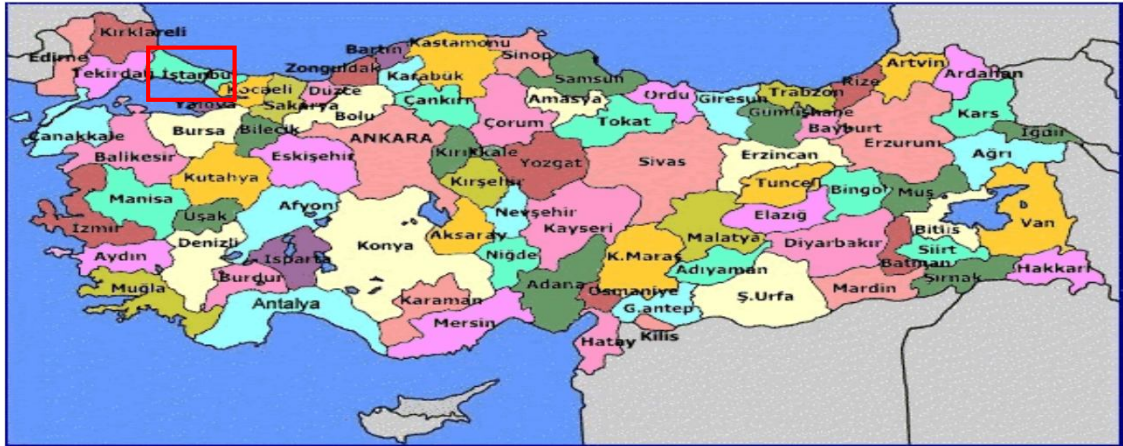 Kırklareli
Edirne
Tekirdağ
İstanbul
Kocaeli
Yalova
Sakarya
Düzce
Zonguldak
Bartın
Karabük
Kastamonu
Sinop
Samsun
Ordu
Giresun
Trabzon
Rize
Artvin
Ardahan
Kars
Iğdır
Çanakkale
Balikesir
Bursa
Bilecik
Bolu
Çankırı
Çorum
Amasya
Tokat
Gümüşhane
Bayburt
Erzurum
Ağrı
ANKARA
Eskişehir
Kutahya
Kırıkkale
Yozgat
Sivas
Erzincan
Tunceli
Bingol
Muş
Manisa
Uşak
Afyon
Kırşehir
Nevşehir
Kayseri
Malatya
Elazığ
Bitlis
Van
Izmir
Denizli
Isparta
Konya
Aksaray
Niğde
K.Maraş
Adıyaman
Diyarbakır
Batman
Siirt
Şırnak
Hakkari
Aydın
Muğla
Burdur
Antalya
Karaman
Mersin
Adana
Osmaniye
G.antep
Ş.Urfa
Mardin
Hatay
Kilis